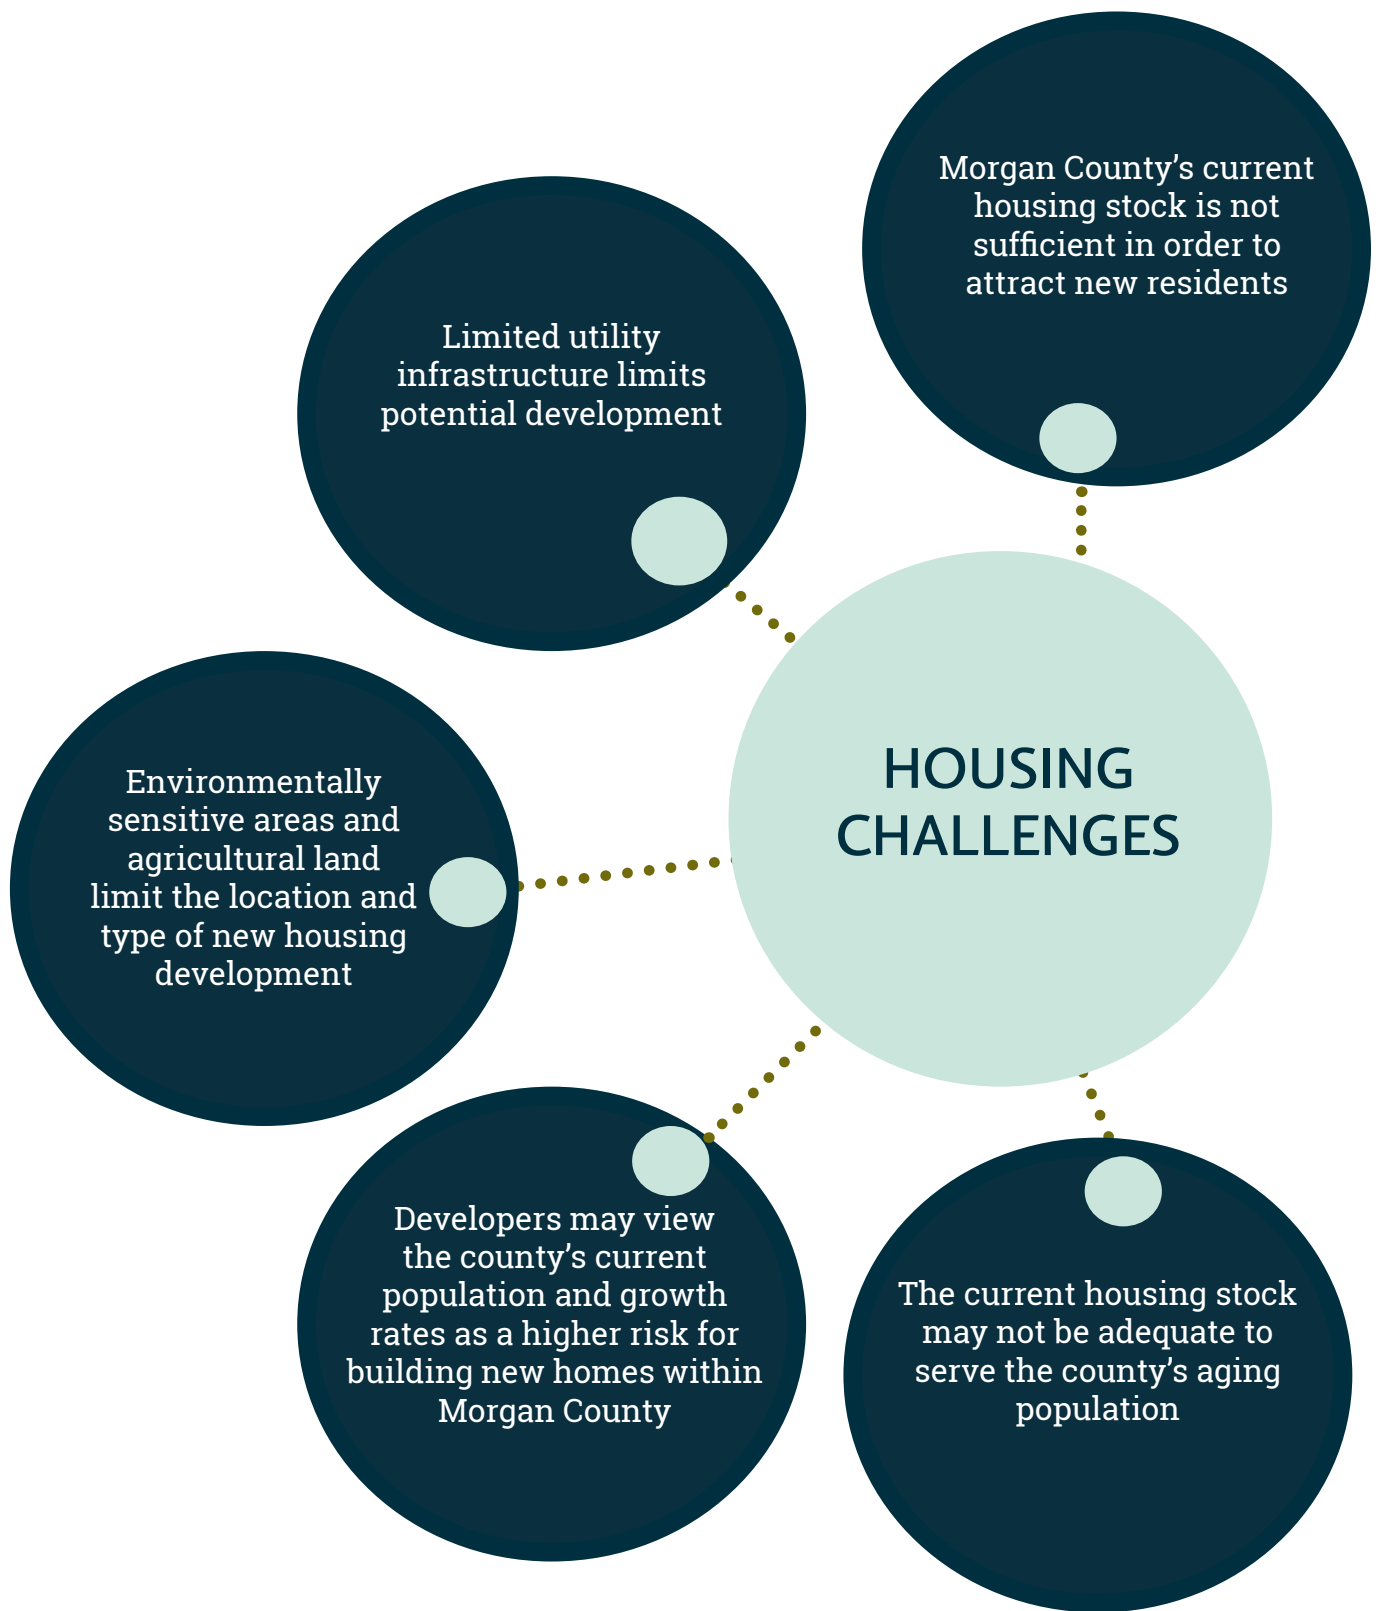 Morgan County’s current
housing stock is not
sufficient in order to
attract new residents
Limited utility
infrastructure limits
potential development
HOUSING
CHALLENGES
Environmentally
sensitive areas and
agricultural land
limit the location and
type of new housing
development
Developers may view
the county’s current
population and growth
rates as a higher risk for
building new homes within
Morgan County
The current housing stock
may not be adequate to
serve the county’s aging
population